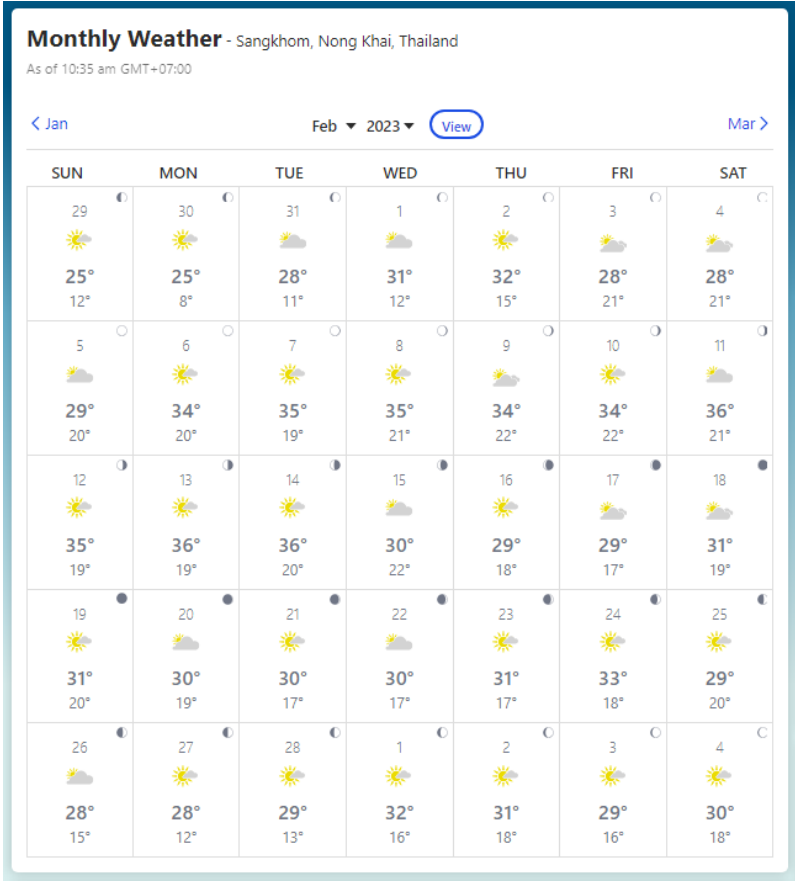 Monthly Weather - Sangkhom, Nong Khai, Thailand
As of 10:35 am GMT+07:00
Jan Feb 2023 View Mar
SUN MON TUE WED THU FRI SAT
29 30 31 1 2 3 4
25° 25° 28° 31° 32° 28° 28°
12° 8° 11° 12° 15° 21° 21°
5 6 7 8 9 10 11
29° 34° 35° 35° 34° 34° 36°
20° 20° 19° 21° 22° 22° 21°
12 13 14 15 16 17 18
35° 36° 36° 30° 29° 29° 31°
19° 19° 20° 22° 18° 17° 19°
19 20 21 22 23 24 25
31° 30° 30° 30° 31° 33° 29°
20° 19° 17° 17° 17° 18° 20°
26 27 28 1 2 3 4
28° 28° 29° 32° 31° 29° 30°
15° 12° 13° 16° 18° 16° 18°